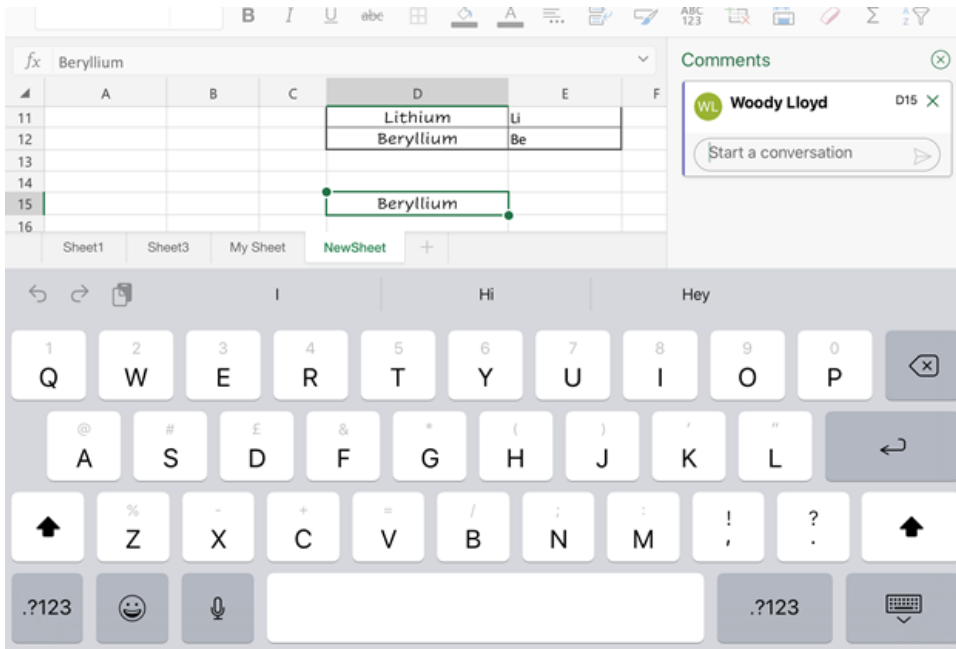 B I U abc A ABC 123 Σ A Z
fx Beryllium
A B C D E F
11 Lithium Li
12 Beryllium Be
13
14
15 Beryllium
16
Sheet1 Sheet3 My Sheet NewSheet +
Comments
WL Woody Lloyd D15
Start a conversation
I Hi Hey
1 2 3 4 5 6 7 8 9 0
Q W E R T Y U I O P
@ # £ & * ( ) ' "
A S D F G H J K L
% - + = / ; : ! ?
Z X C V B N M , .
.?123 .?123